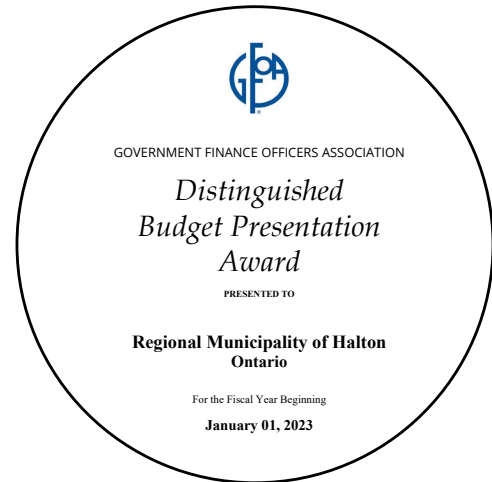 GFOA
GOVERNMENT FINANCE OFFICERS ASSOCIATION
Distinguished
Budget Presentation
Award
PRESENTED TO
Regional Municipality of Halton
Ontario
For the Fiscal Year Beginning
January 01, 2023